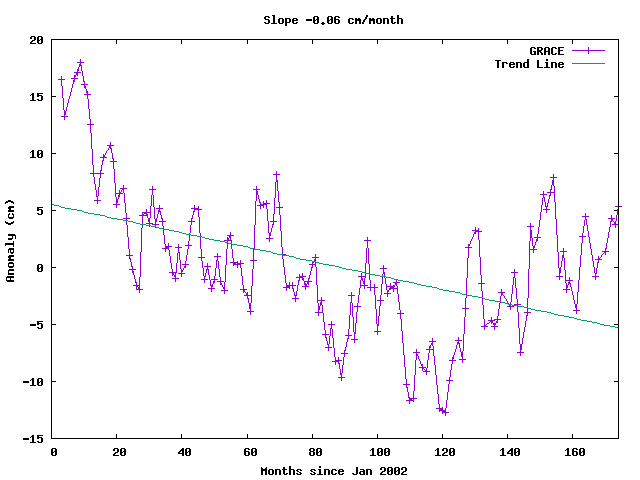 Slope -0.06 cm/month
20
15
10
5
0
-5
-10
-15
Anomaly (cm)
GRACE
Trend Line
0 20 40 60 80 100 120 140 160
Months since Jan 2002